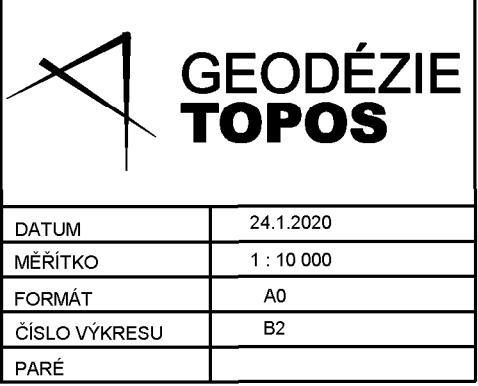 GEODÉZIE
TOPOS
DATUM 24.1.2020
MĚŘÍTKO 1 : 10 000
FORMÁT A0
ČÍSLO VÝKRESU B2
PARÉ